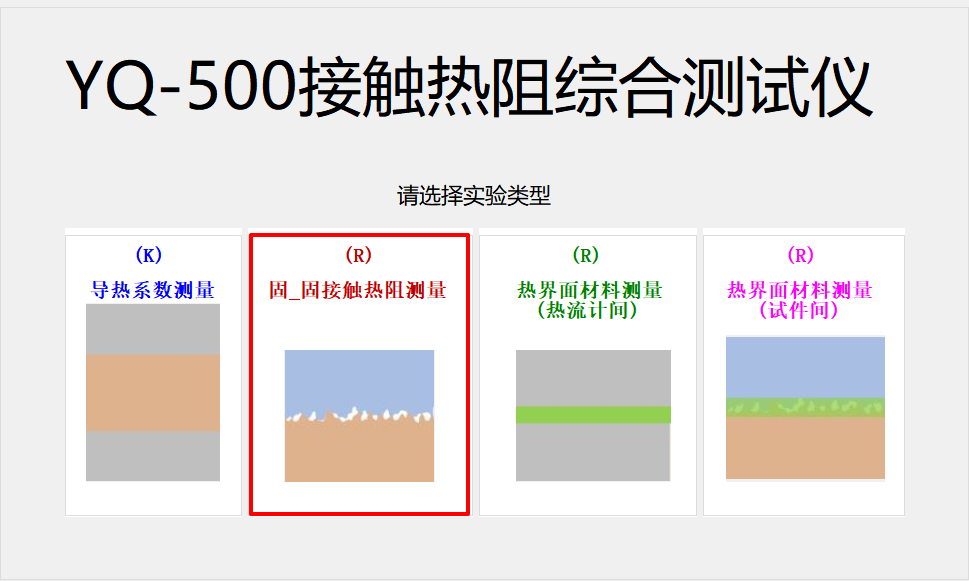 YQ-500接触热阻综合测试仪
请选择实验类型
(K)
导热系数测量
(R)
固_固接触热阻测量
(R)
热界面材料测量
(热流计间)
(R)
热界面材料测量
(试件间)